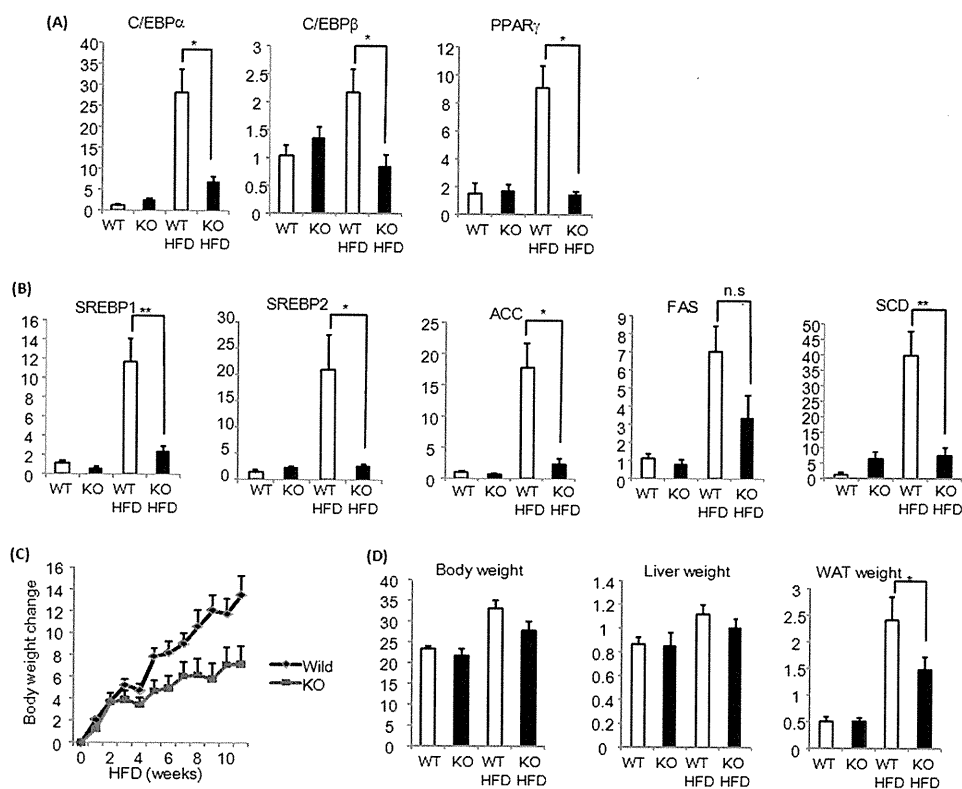 (A)
C/EBPα
C/EBPβ
PPARγ
* * *
40 35 30 25 20 15 10 5 0
3 2.5 2 1.5 1 0.5 0
12 10 8 6 4 2 0
WT KO WT HFD KO HFD
WT KO WT HFD KO HFD
WT KO WT HFD KO HFD
(B)
SREBP1
SREBP2
ACC
FAS
SCD
** * * n.s **
16 14 12 10 8 6 4 2 0
30 25 20 15 10 5 0
25 20 15 10 5 0
9 8 7 6 5 4 3 2 1 0
50 45 40 35 30 25 20 15 10 5 0
WT KO WT HFD KO HFD
WT KO WT HFD KO HFD
WT KO WT HFD KO HFD
WT KO WT HFD KO HFD
WT KO WT HFD KO HFD
(C)
Body weight change
16 14 12 10 8 6 4 2 0
0 2 4 6 8 10
HFD (weeks)
Wild
KO
(D)
Body weight
Liver weight
WAT weight
40 35 30 25 20 15 10 5 0
1.4 1.2 1 0.8 0.6 0.4 0.2 0
3 2.5 2 1.5 1 0.5 0
WT KO WT HFD KO HFD
WT KO WT HFD KO HFD
WT KO WT HFD KO HFD